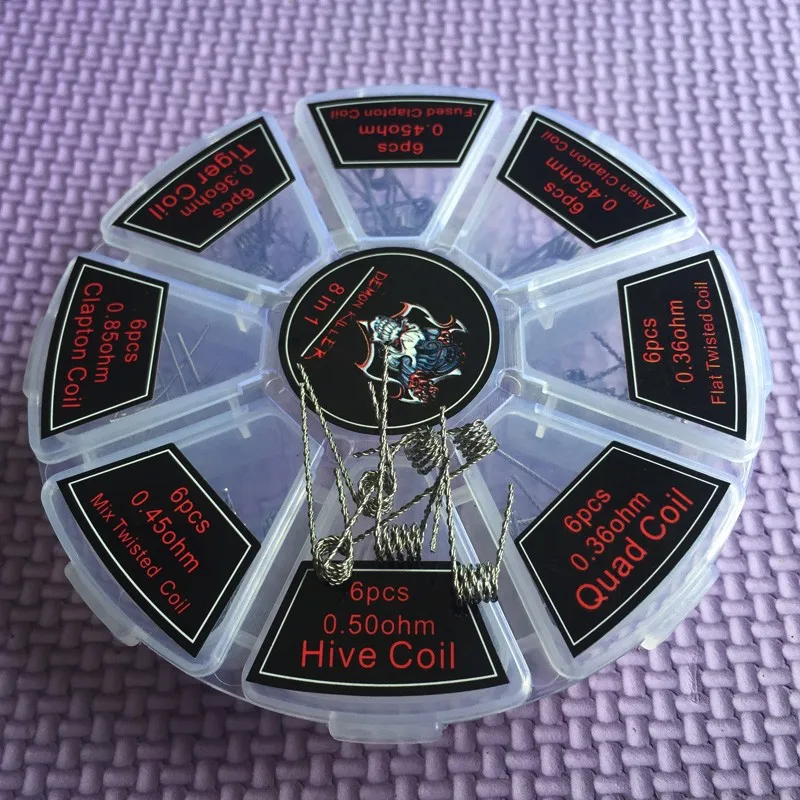 6pcs
0.45ohm
Fused Clapton Coil
6pcs
0.45ohm
Alien Clapton Coil
6pcs
0.36ohm
Flat Twisted Coil
6pcs
0.36ohm
Quad Coil
6pcs
0.50ohm
Hive Coil
6pcs
0.45ohm
Mix Twisted Coil
6pcs
0.85ohm
Clapton Coil
6pcs
0.36ohm
Tiger Coil
DEMON KILLER
8 in 1